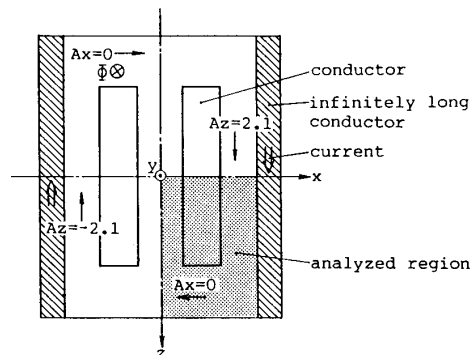 Ax=0
Φ⊗
conductor
infinitely long
conductor
Az=2.1
current
y
x
Az=-2.1
analyzed region
Ax=0
z